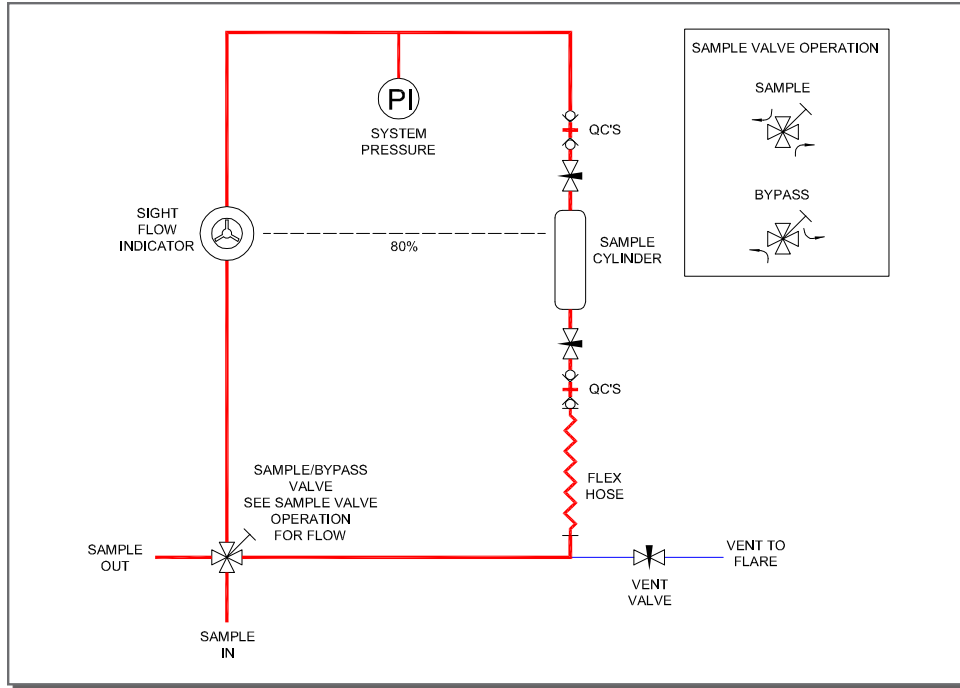 SAMPLE VALVE OPERATION
SAMPLE
BYPASS
PI
SYSTEM
PRESSURE
QC'S
SIGHT
FLOW
INDICATOR
80%
SAMPLE
CYLINDER
QC'S
SAMPLE/BYPASS
VALVE
SEE SAMPLE VALVE
OPERATION
FOR FLOW
FLEX
HOSE
SAMPLE
OUT
VENT TO
FLARE
VENT
VALVE
SAMPLE
IN